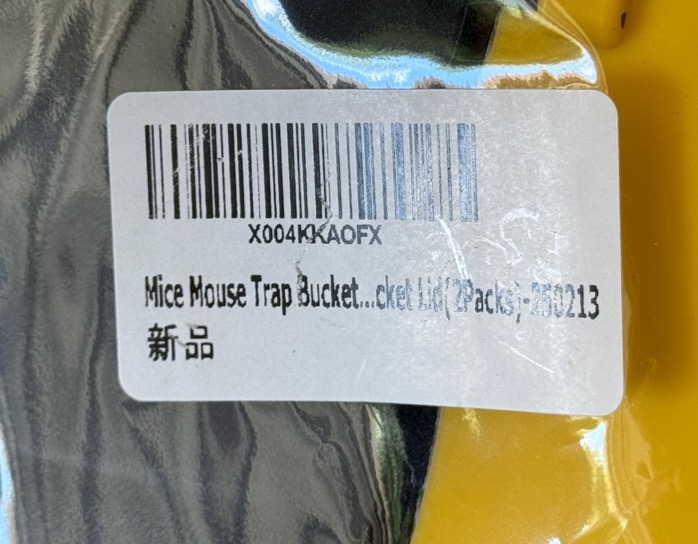 X004KKAOFX
Mice Mouse Trap Bucket...cket Lid(2Packs)-250213
新品